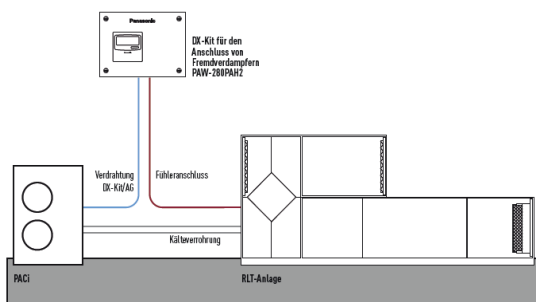 Panasonic
DX-Kit für den
Anschluss von
Fremdverdampfern
PAW-280PAH2
Verdrahtung
DX-Kit/AG
Fühleranschluss
Kälteverrohrung
PACi
RLT-Anlage